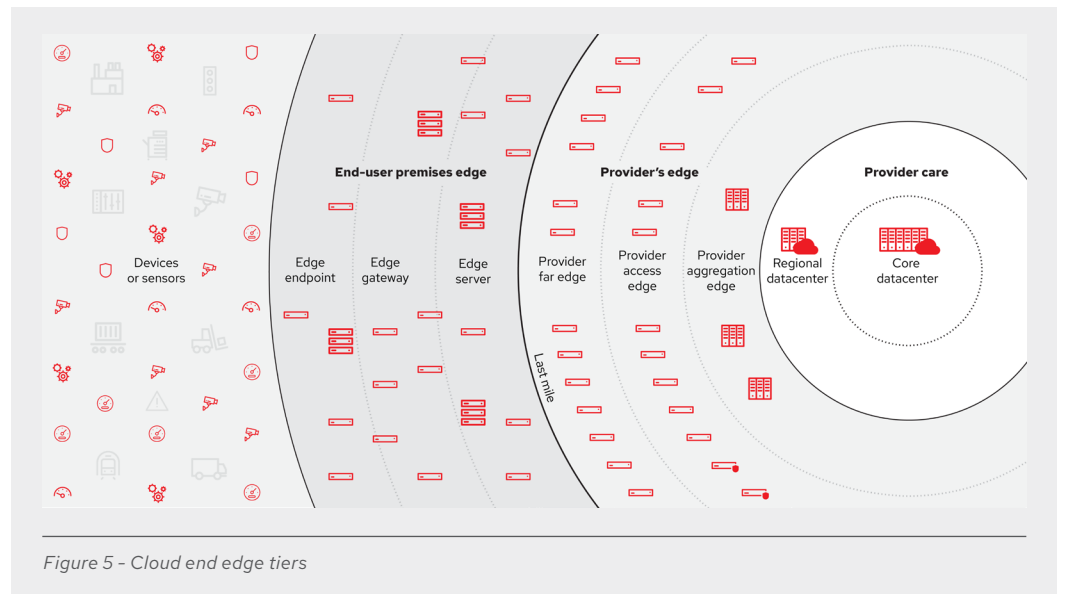 End-user premises edge
Provider's edge
Provider care
Devices
or sensors
Edge
endpoint
Edge
gateway
Edge
server
Provider
far edge
Provider
access
edge
Provider
aggregation
edge
Regional
datacenter
Core
datacenter
Last mile
Figure 5 - Cloud end edge tiers